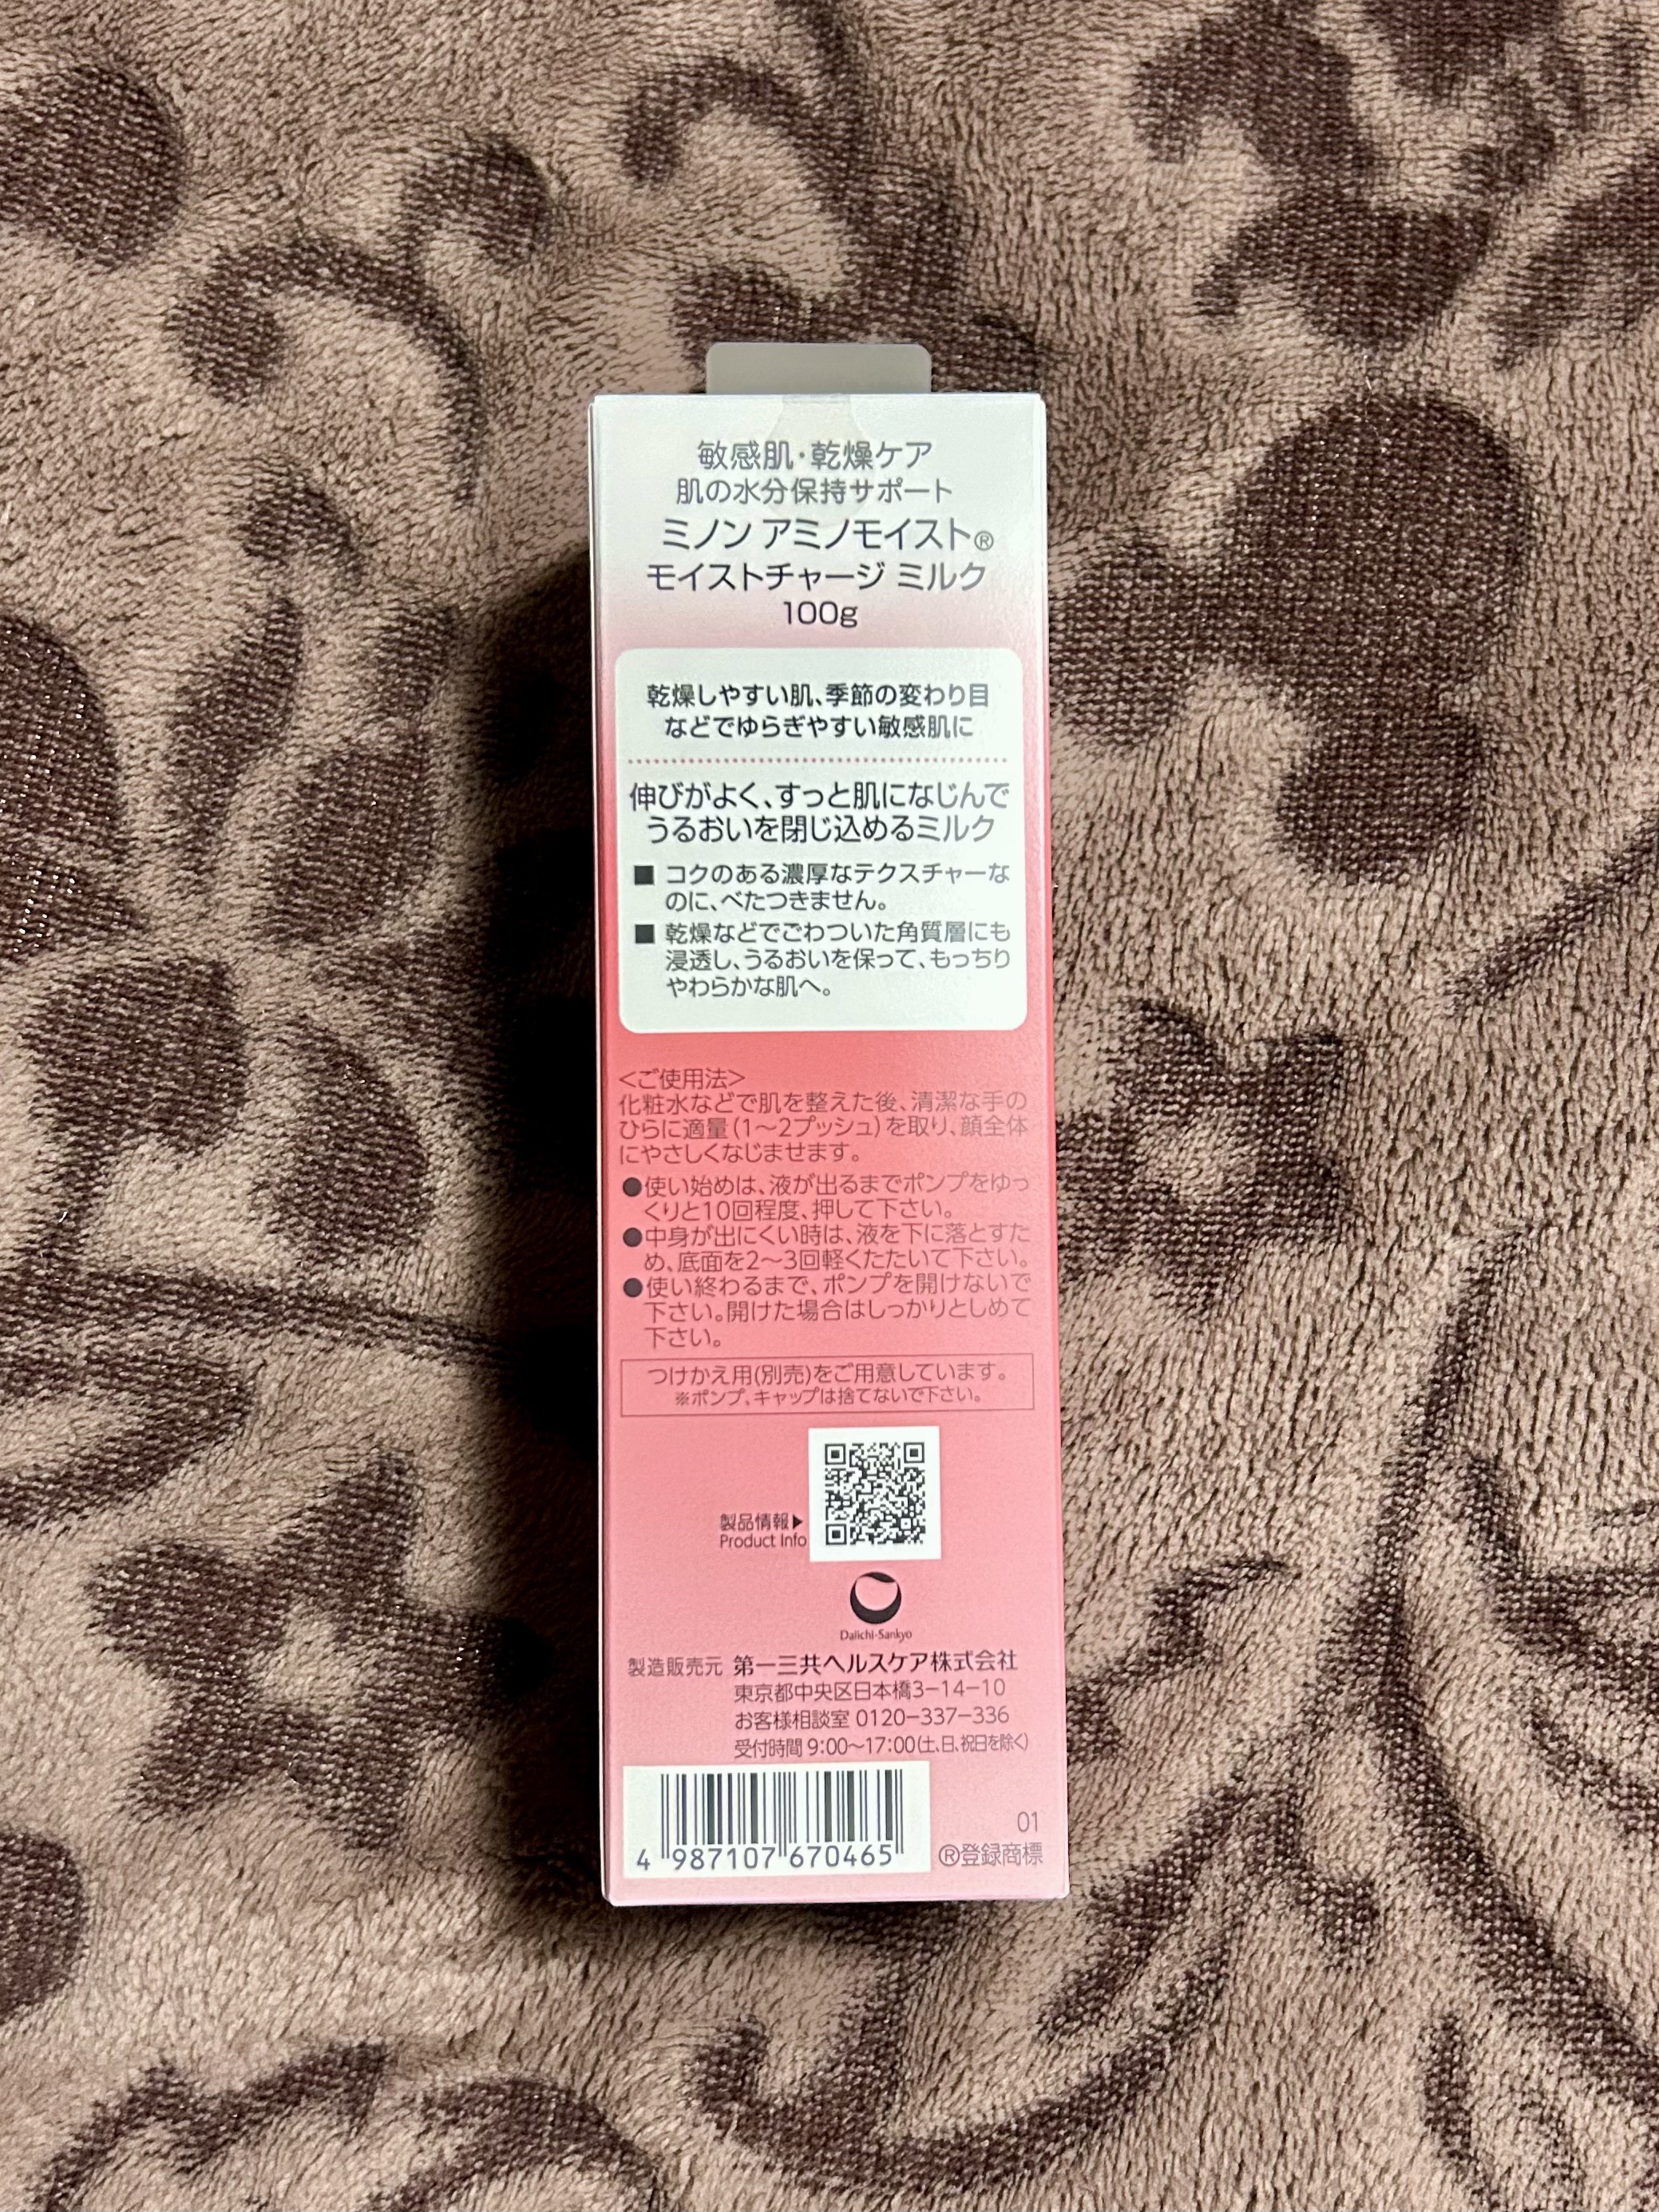 敏感肌・乾燥ケア
肌の水分保持サポート
ミノン アミノモイスト®
モイストチャージ ミルク
100g
乾燥しやすい肌、季節の変わり目
などでゆらぎやすい敏感肌に
伸びがよく、すっと肌になじんで
うるおいを閉じ込めるミルク
■ コクのある濃厚なテクスチャーな
のに、べたつきません。
■ 乾燥などでごわついた角質層にも
浸透し、うるおいを保って、もっちり
やわらかな肌へ。
<ご使用法>
化粧水などで肌を整えた後、清潔な手の
ひらに適量(1〜2プッシュ)を取り、顔全体
にやさしくなじませます。
●使い始めは、液が出るまでポンプをゆっ
くりと10回程度、押して下さい。
●中身が出にくい時は、液を下に落とすた
め、底面を2〜3回軽くたたいて下さい。
●使い終わるまで、ポンプを開けないで
下さい。開けた場合はしっかりとしめて
下さい。
つけかえ用(別売)をご用意しています。
※ポンプ、キャップは捨てないで下さい。
製品情報▶
Product Info
Daiichi-Sankyo
製造販売元 第一三共ヘルスケア株式会社
東京都中央区日本橋3-14-10
お客様相談室 0120-337-336
受付時間 9:00〜17:00(土、日、祝日を除く)
01
4 987107 670465
®登録商標